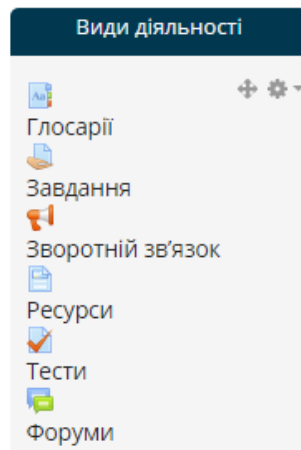 Види діяльності
Глосарії
Завдання
Зворотній зв’язок
Ресурси
Тести
Форуми